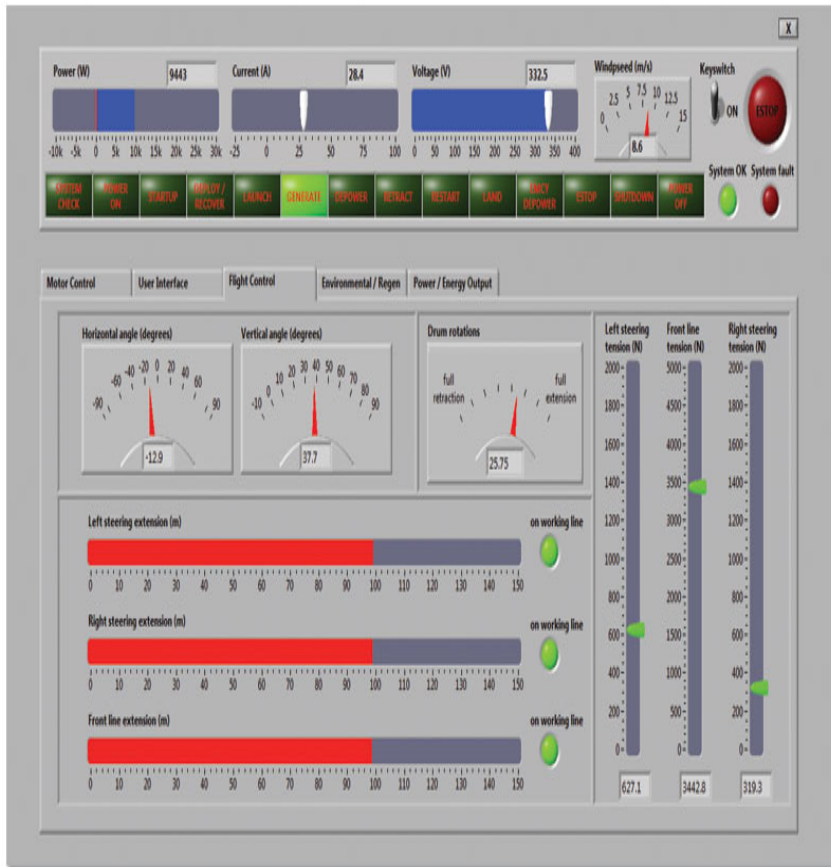 X
Power (W) 9443 Current (A) 28.4 Voltage (V) 332.5 Windpseed (m/s) Keyswitch
0 2.5 5 7.5 10 12.5 15
ON ESTOP
8.6
-10k -5k 0 5k 10k 15k 20k 25k 30k -25 0 25 50 75 100 0 50 100 150 200 250 300 350 400
System OK System fault
SYSTEM CHECK
POWER ON
STARTUP
DEPLOY / RECOVER
LAUNCH
GENERATE
DEPOWER
RETRACT
RESTART
LAND
EMCY DEPOWER
ESTOP
SHUTDOWN
POWER OFF
Motor Control User Interface Flight Control Environmental / Regen Power / Energy Output
Horizontal angle (degrees)
-90 -60 -40 -20 0 20 40 60 90
-12.9
Vertical angle (degrees)
-10 0 10 20 30 40 50 60 70 80 90
37.7
Drum rotations
full retraction
full extension
25.75
Left steering extension (m) on working line
0 10 20 30 40 50 60 70 80 90 100 110 120 130 140 150
Right steering extension (m) on working line
0 10 20 30 40 50 60 70 80 90 100 110 120 130 140 150
Front line extension (m) on working line
0 10 20 30 40 50 60 70 80 90 100 110 120 130 140 150
Left steering
tension (N)
2000
1800
1600
1400
1200
1000
800
600
400
200
0
627.1
Front line
tension (N)
5000
4500
4000
3500
3000
2500
2000
1500
1000
500
0
3442.8
Right steering
tension (N)
2000
1800
1600
1400
1200
1000
800
600
400
200
0
319.3